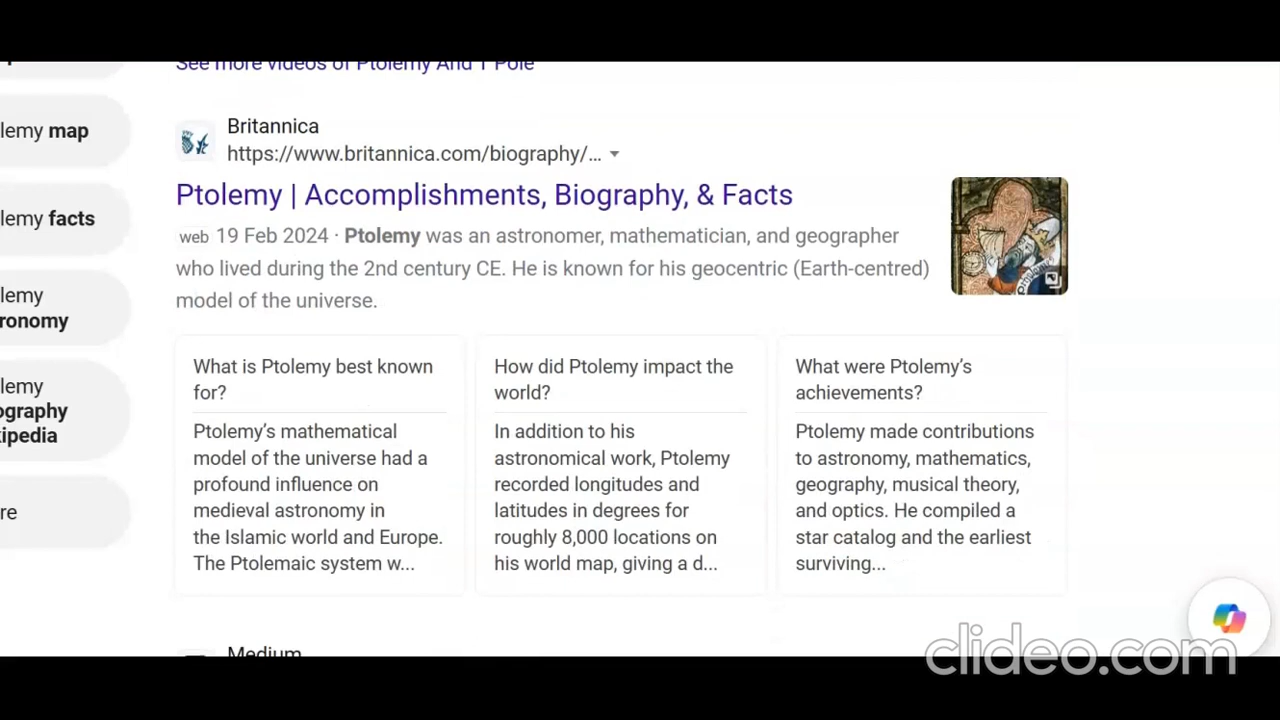 See more videos of Ptolemy And 1 Pole
lemy map
lemy facts
lemy
ronomy
lemy
ography
kipedia
re
Britannica
https://www.britannica.com/biography/...
Ptolemy | Accomplishments, Biography, & Facts
web 19 Feb 2024 · Ptolemy was an astronomer, mathematician, and geographer
who lived during the 2nd century CE. He is known for his geocentric (Earth-centred)
model of the universe.
What is Ptolemy best known
for?
Ptolemy’s mathematical
model of the universe had a
profound influence on
medieval astronomy in
the Islamic world and Europe.
The Ptolemaic system w...
How did Ptolemy impact the
world?
In addition to his
astronomical work, Ptolemy
recorded longitudes and
latitudes in degrees for
roughly 8,000 locations on
his world map, giving a d...
What were Ptolemy’s
achievements?
Ptolemy made contributions
to astronomy, mathematics,
geography, musical theory,
and optics. He compiled a
star catalog and the earliest
surviving...
Medium
clideo.com